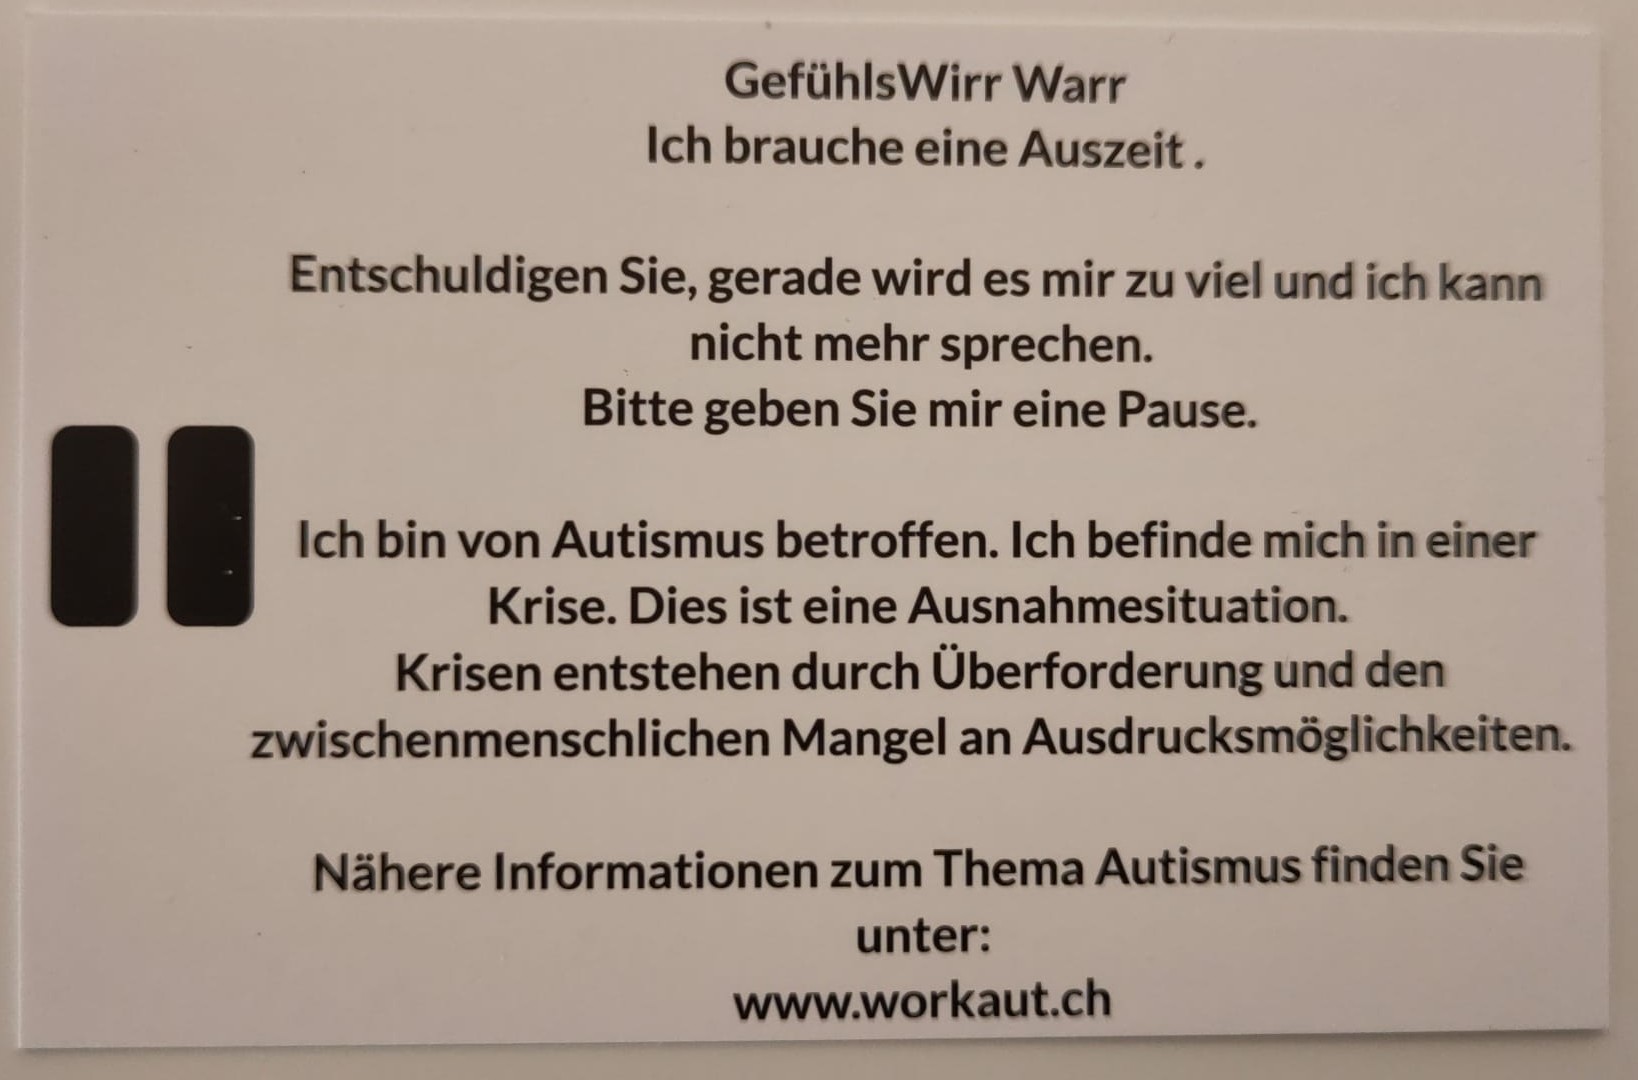 GefühlsWirr Warr
Ich brauche eine Auszeit .
Entschuldigen Sie, gerade wird es mir zu viel und ich kann
nicht mehr sprechen.
Bitte geben Sie mir eine Pause.
Ich bin von Autismus betroffen. Ich befinde mich in einer
Krise. Dies ist eine Ausnahmesituation.
Krisen entstehen durch Überforderung und den
zwischenmenschlichen Mangel an Ausdrucksmöglichkeiten.
Nähere Informationen zum Thema Autismus finden Sie
unter:
www.workaut.ch